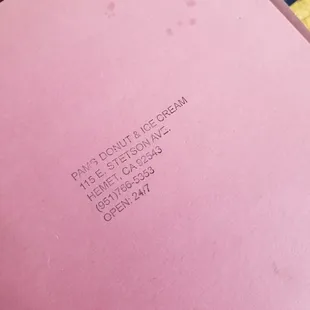 PAM'S DONUT & ICE CREAM
115 E. STETSON AVE.
HEMET, CA 92543
(951)766-5353
OPEN: 24/7